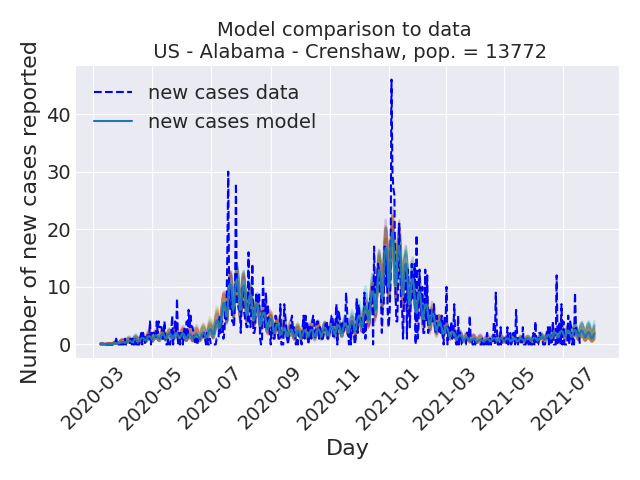 Model comparison to data
US - Alabama - Crenshaw, pop. = 13772
Number of new cases reported
40
30
20
10
0
new cases data
new cases model
2020-03
2020-05
2020-07
2020-09
2020-11
2021-01
2021-03
2021-05
2021-07
Day